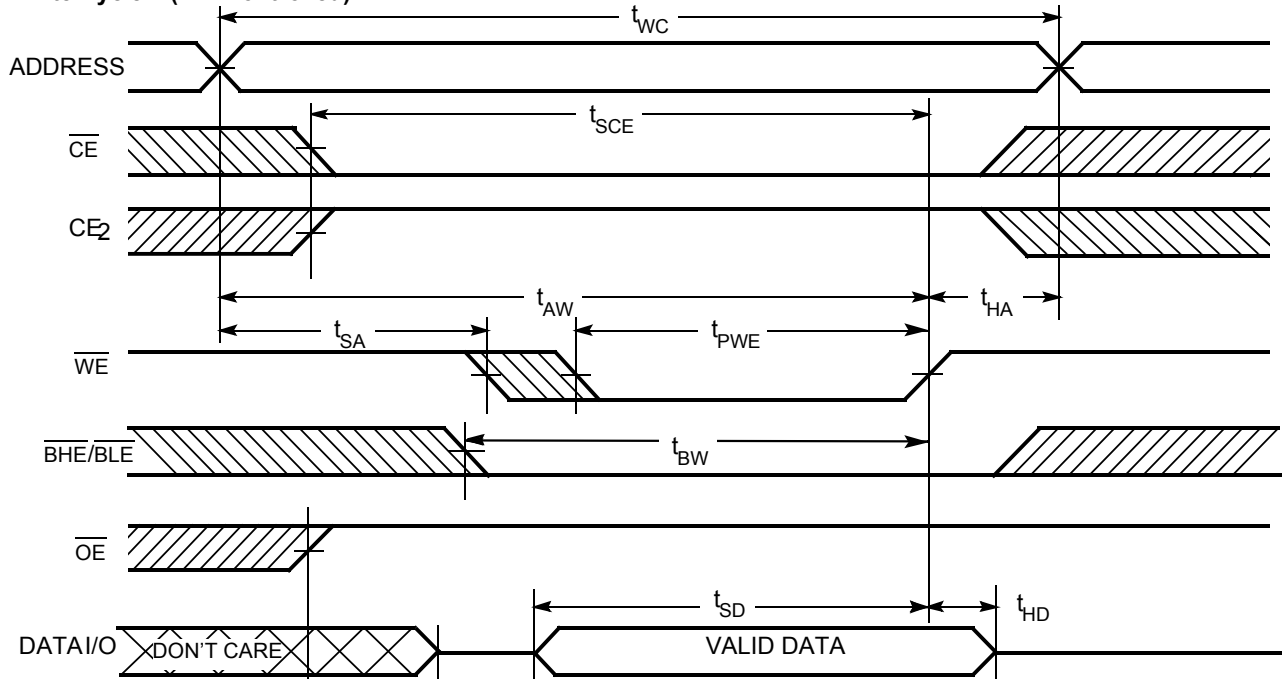 tWC
ADDRESS
tSCE
CE
CE2
tAW
tHA
tSA
tPWE
WE
BHE/BLE
tBW
OE
tSD
tHD
DATA I/O
DON'T CARE
VALID DATA